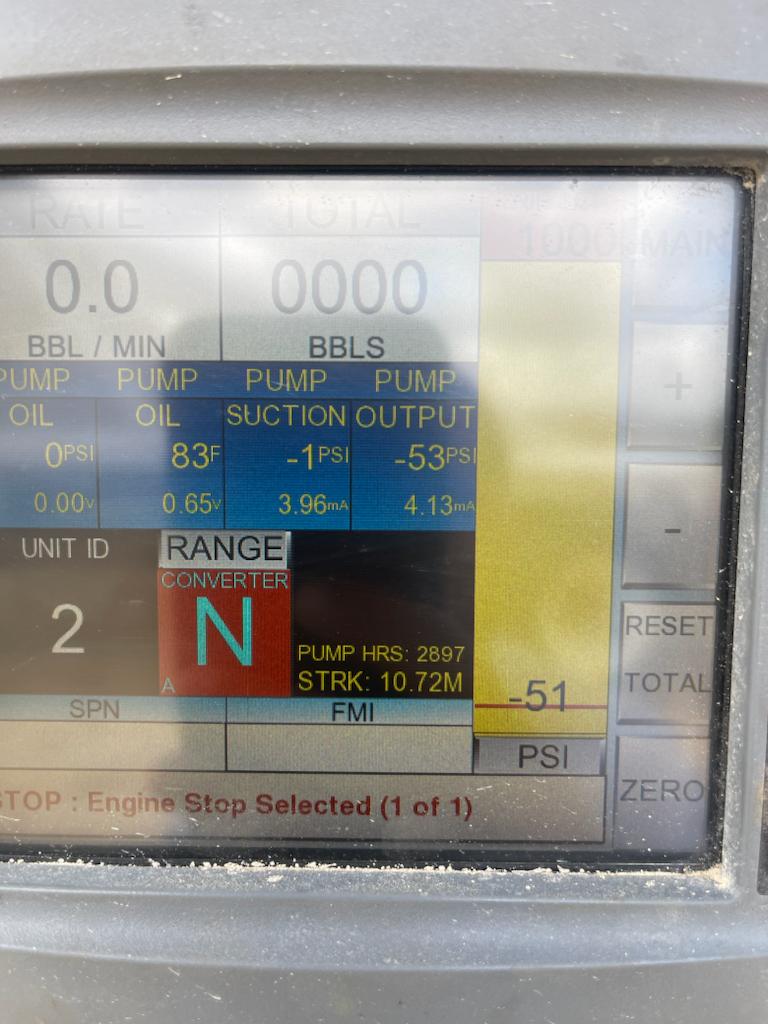 RATE TOTAL
1000 MAIN
0.0 0000
BBL / MIN BBLS
PUMP PUMP PUMP PUMP
+
OIL OIL SUCTION OUTPUT
0PSI 83F -1PSI -53PSI
0.00V 0.65V 3.96mA 4.13mA
-
UNIT ID RANGE
CONVERTER
2 N
A
PUMP HRS: 2897
STRK: 10.72M
RESET
TOTAL
-51
SPN FMI
PSI
STOP : Engine Stop Selected (1 of 1)
ZERO